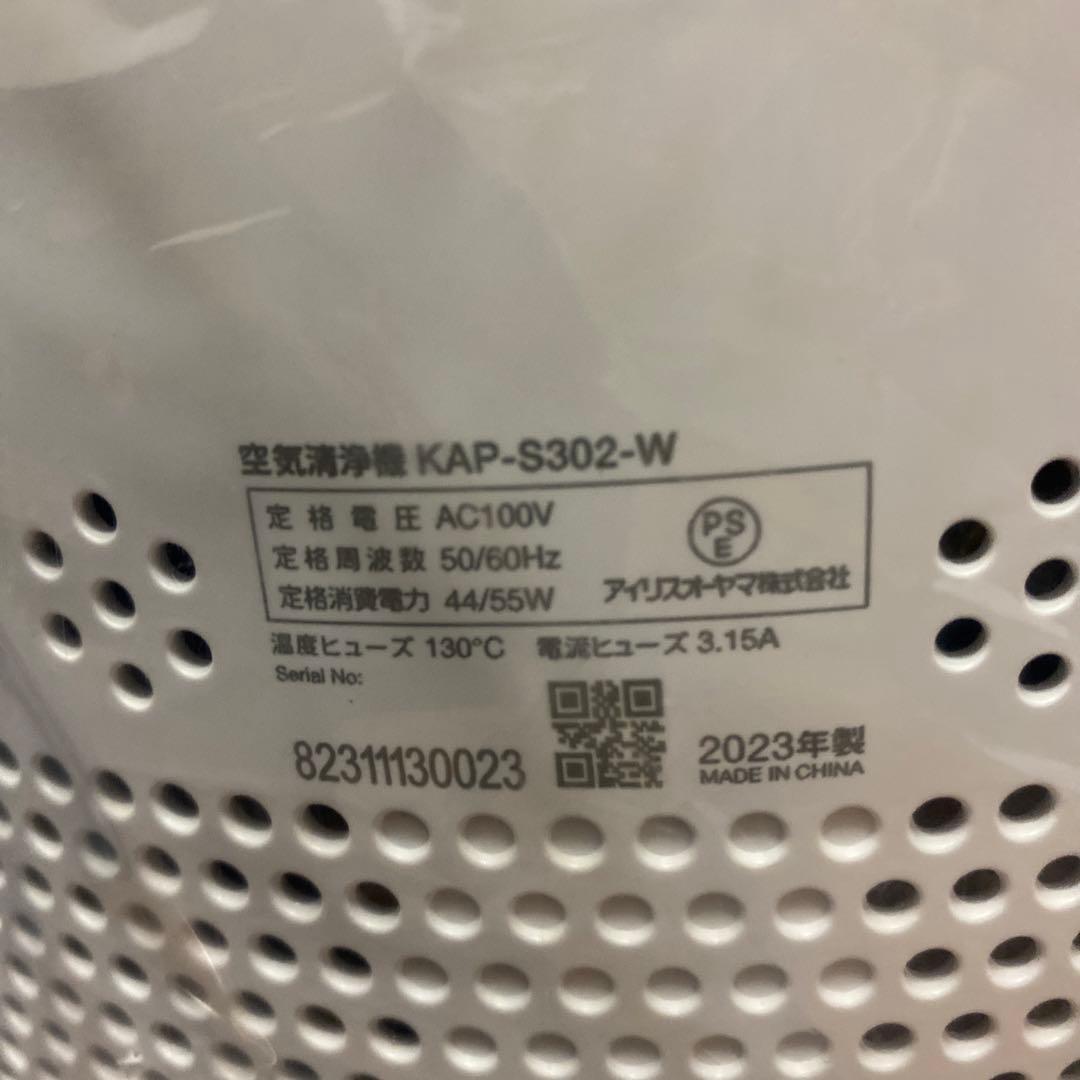 空気清浄機 KAP-S302-W
定格電圧 AC100V
定格周波数 50/60Hz
定格消費電力 44/55W
PS
E
アイリスオーヤマ株式会社
温度ヒューズ 130°C 電流ヒューズ 3.15A
Serial No:
82311130023
2023年製
MADE IN CHINA